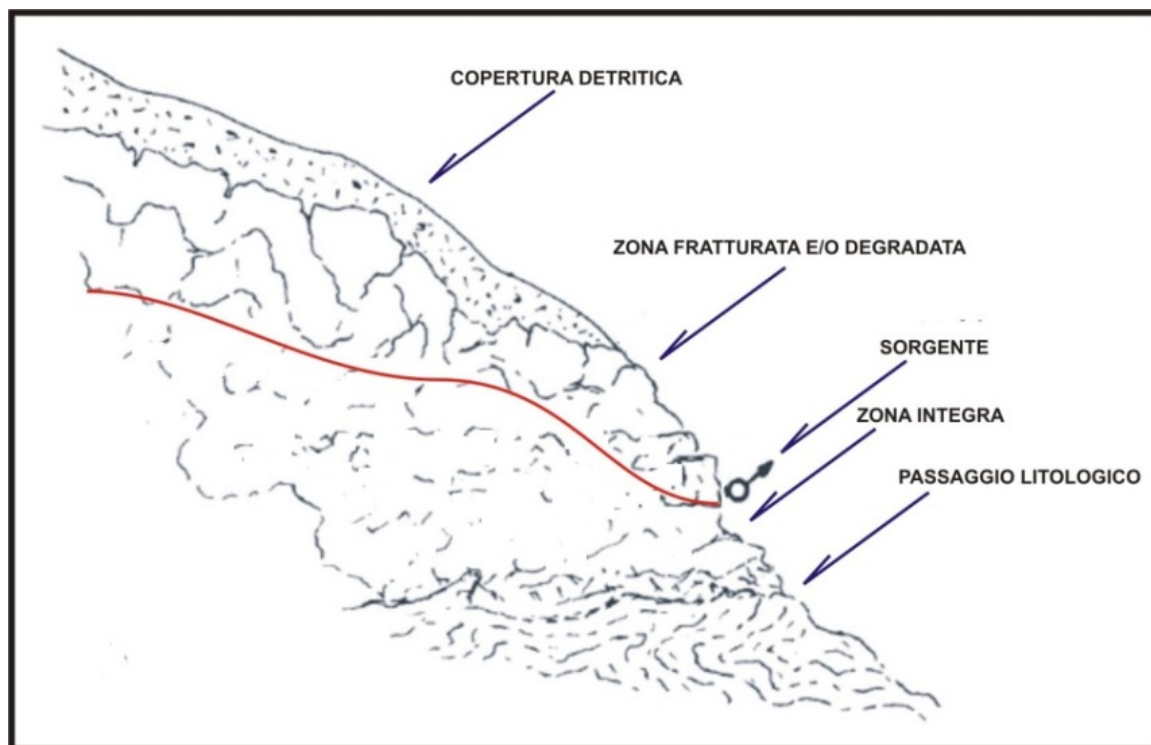 COPERTURA DETRITICA
ZONA FRATTURATA E/O DEGRADATA
SORGENTE
ZONA INTEGRA
PASSAGGIO LITOLOGICO